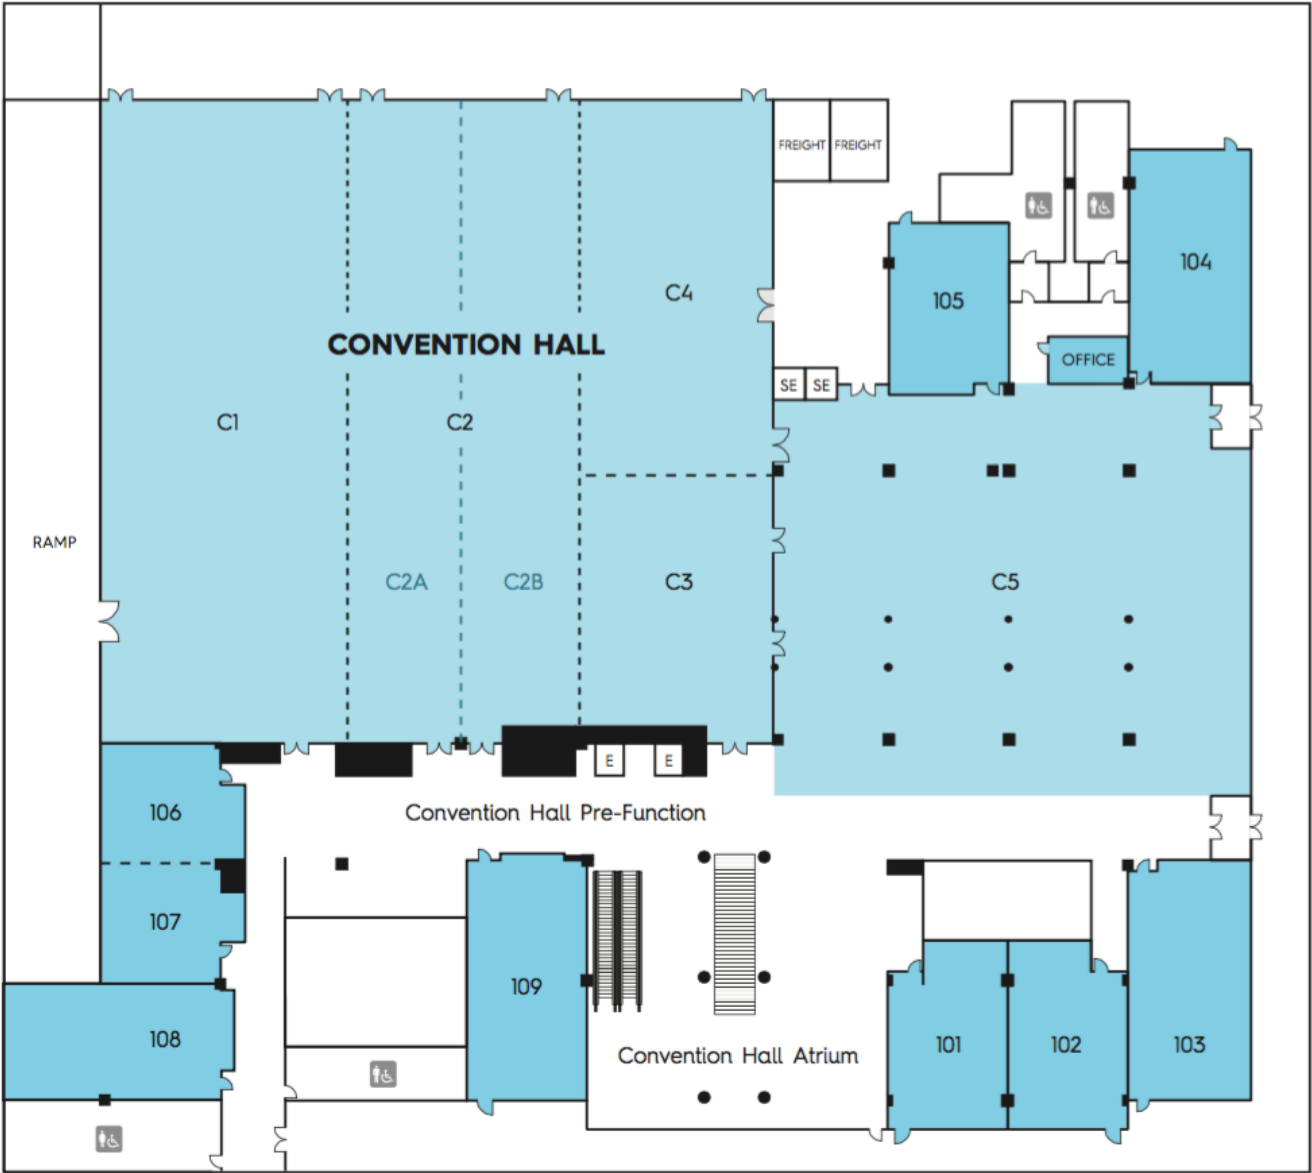 FREIGHT FREIGHT
104
C4
105
CONVENTION HALL
OFFICE
SE SE
C1
C2
RAMP
C2A
C2B
C3
C5
E E
106
Convention Hall Pre-Function
107
109
108
101
102
103
Convention Hall Atrium